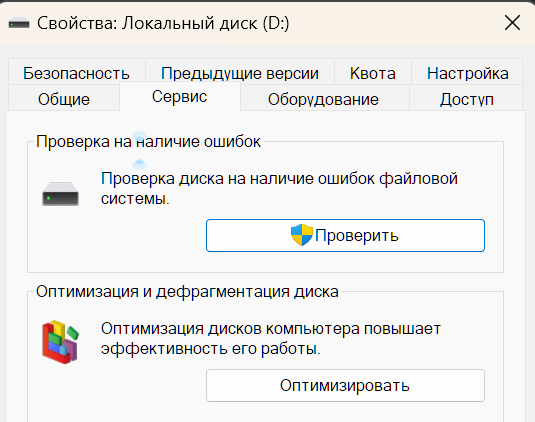 Свойства: Локальный диск (D:)
Безопасность Предыдущие версии Квота Настройка
Общие Сервис Оборудование Доступ
Проверка на наличие ошибок
Проверка диска на наличие ошибок файловой
системы.
Проверить
Оптимизация и дефрагментация диска
Оптимизация дисков компьютера повышает
эффективность его работы.
Оптимизировать